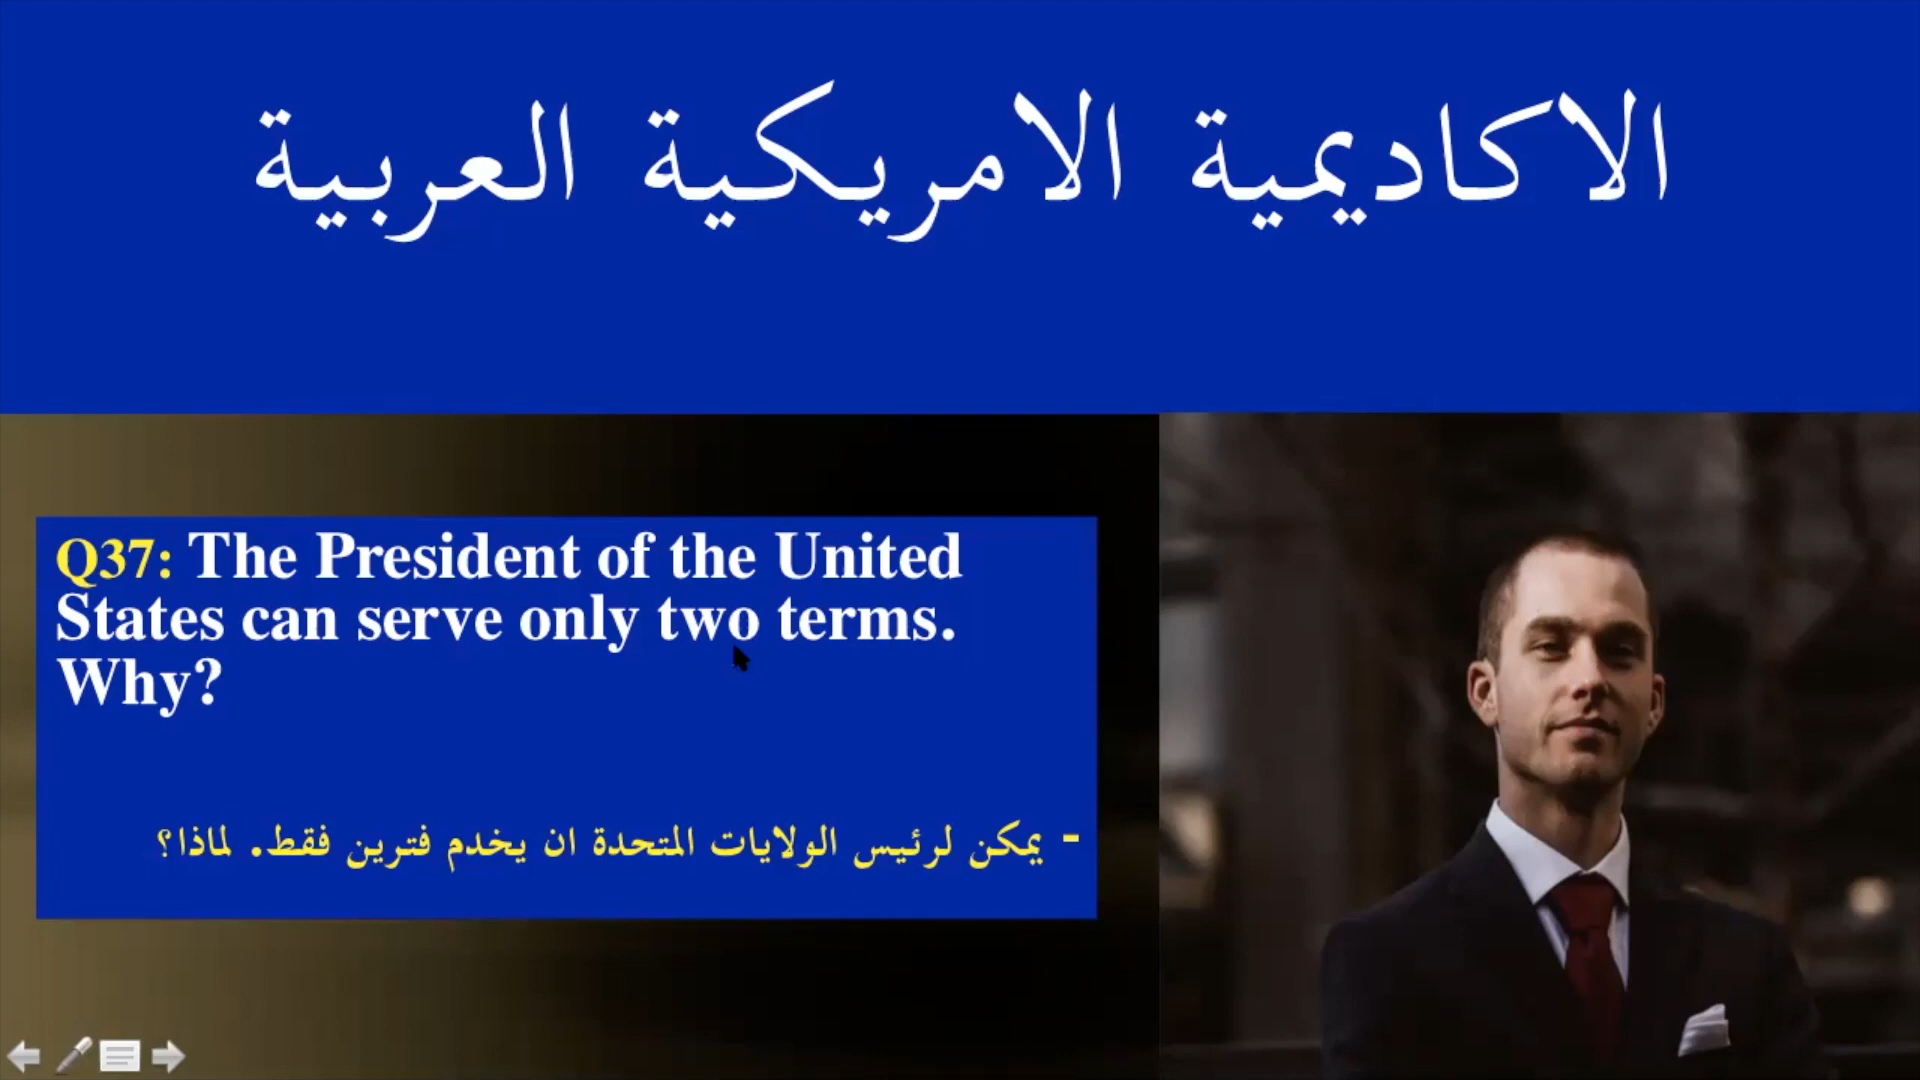 الاكاديمية الامريكية العربية
Q37: The President of the United
States can serve only two terms.
Why?
- يمكن لرئيس الولايات المتحدة ان يخدم فترين فقط. لماذا؟